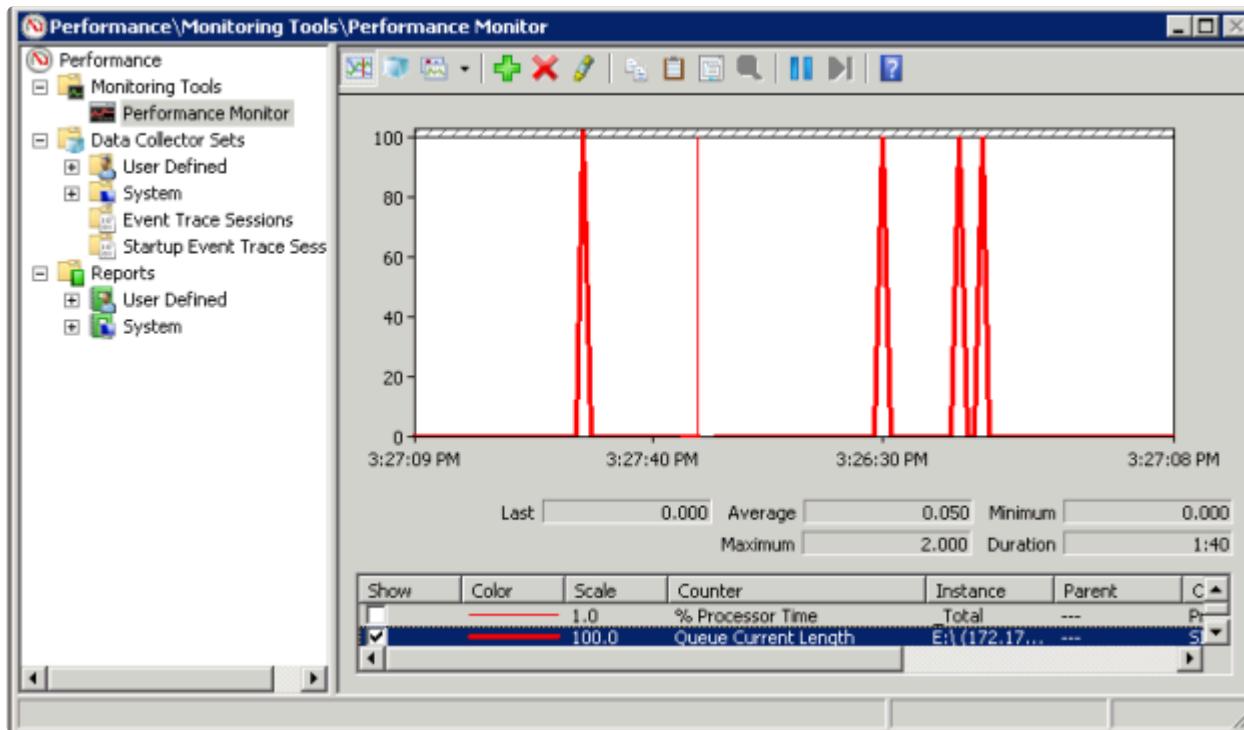 Performance\Monitoring Tools\Performance Monitor
Performance
Monitoring Tools
Performance Monitor
Data Collector Sets
User Defined
System
Event Trace Sessions
Startup Event Trace Sess
Reports
User Defined
System
100
80
60
40
20
0
3:27:09 PM 3:27:40 PM 3:26:30 PM 3:27:08 PM
Last 0.000 Average 0.050 Minimum 0.000
Maximum 2.000 Duration 1:40
Show Color Scale Counter Instance Parent C
1.0 % Processor Time _Total --- Pr
100.0 Queue Current Length E:\ (172.17... --- S